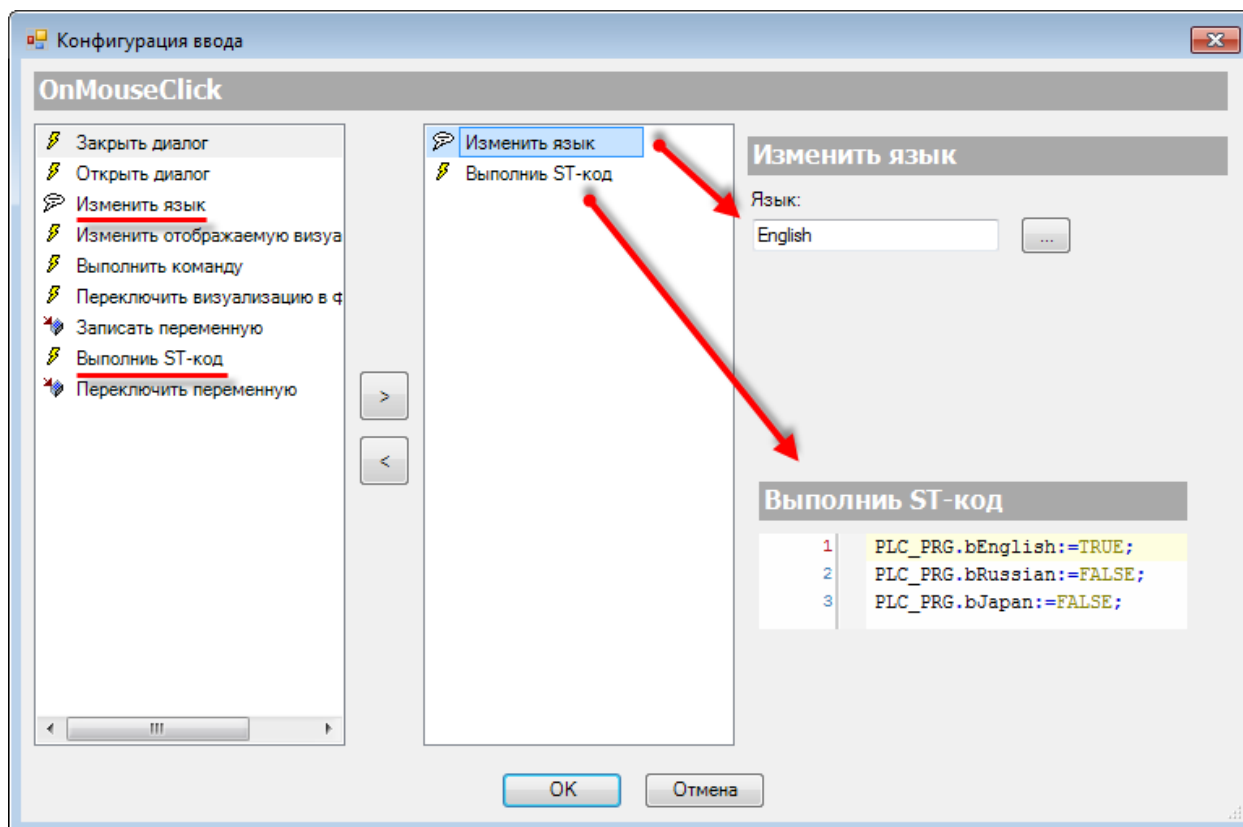 Конфигурация ввода
OnMouseClick
Закрыть диалог
Открыть диалог
Изменить язык
Изменить отображаемую визуа
Выполнить команду
Переключить визуализацию в ф
Записать переменную
Выполниь ST-код
Переключить переменную
>
<
Изменить язык
Выполниь ST-код
Изменить язык
Язык:
English
...
Выполниь ST-код
1 PLC_PRG.bEnglish:=TRUE;
2 PLC_PRG.bRussian:=FALSE;
3 PLC_PRG.bJapan:=FALSE;
OK
Отмена